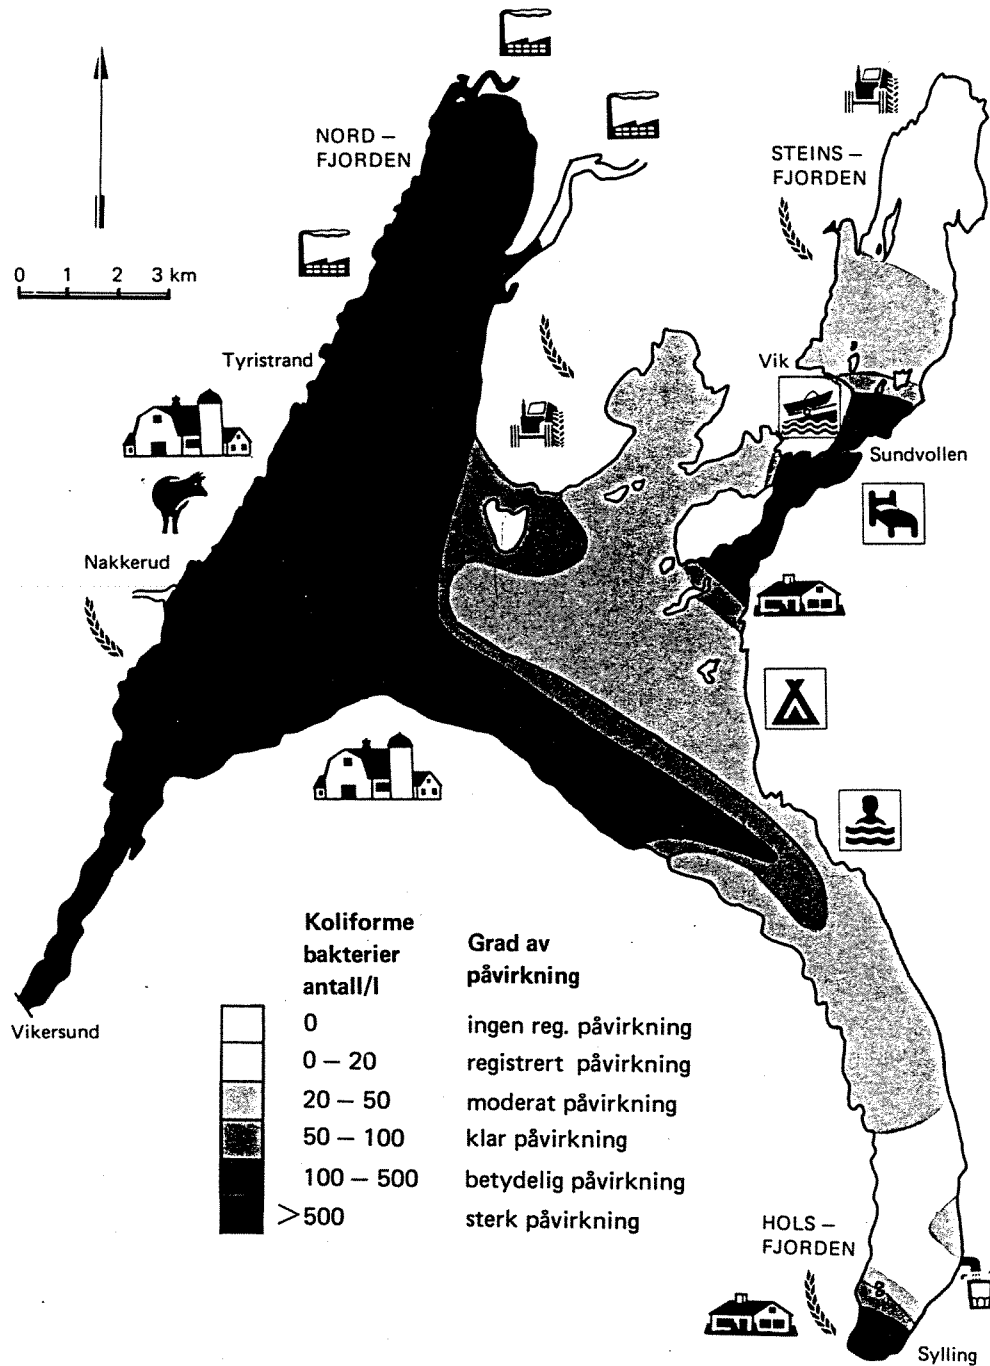 NORD –
FJORDEN
STEINS –
FJORDEN
0 1 2 3 km
Tyristrand
Vik
Sundvollen
Nakkerud
Vikersund
Koliforme
bakterier
antall/l
Grad av
påvirkning
0 ingen reg. påvirkning
0 – 20 registrert påvirkning
20 – 50 moderat påvirkning
50 – 100 klar påvirkning
100 – 500 betydelig påvirkning
>500 sterk påvirkning
HOLS –
FJORDEN
Sylling